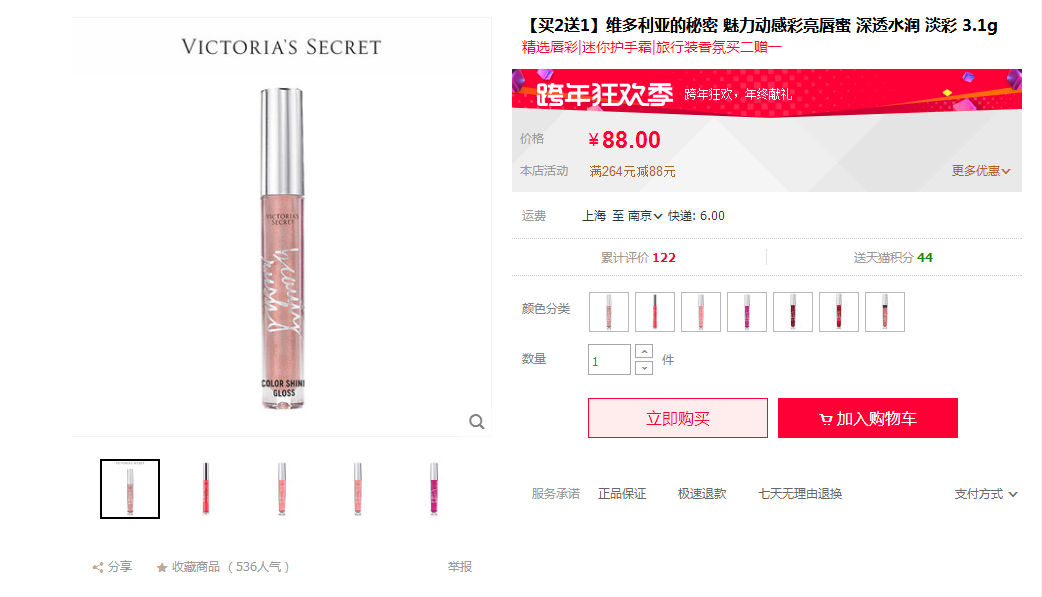 VICTORIA'S SECRET
VICTORIA'S
SECRET
COLOR SHINE
GLOSS
分享
收藏商品 （536人气）
举报
【买2送1】维多利亚的秘密 魅力动感彩亮唇蜜 深透水润 淡彩 3.1g
精选唇彩|迷你护手霜|旅行装香氛买二赠一
跨年狂欢季 跨年狂欢，年终献礼
价格 ¥88.00
本店活动 满264元减88元 更多优惠
运费 上海 至 南京 快递: 6.00
累计评价 122 送天猫积分 44
颜色分类
数量 1 件
立即购买 加入购物车
服务承诺 正品保证 极速退款 七天无理由退换 支付方式